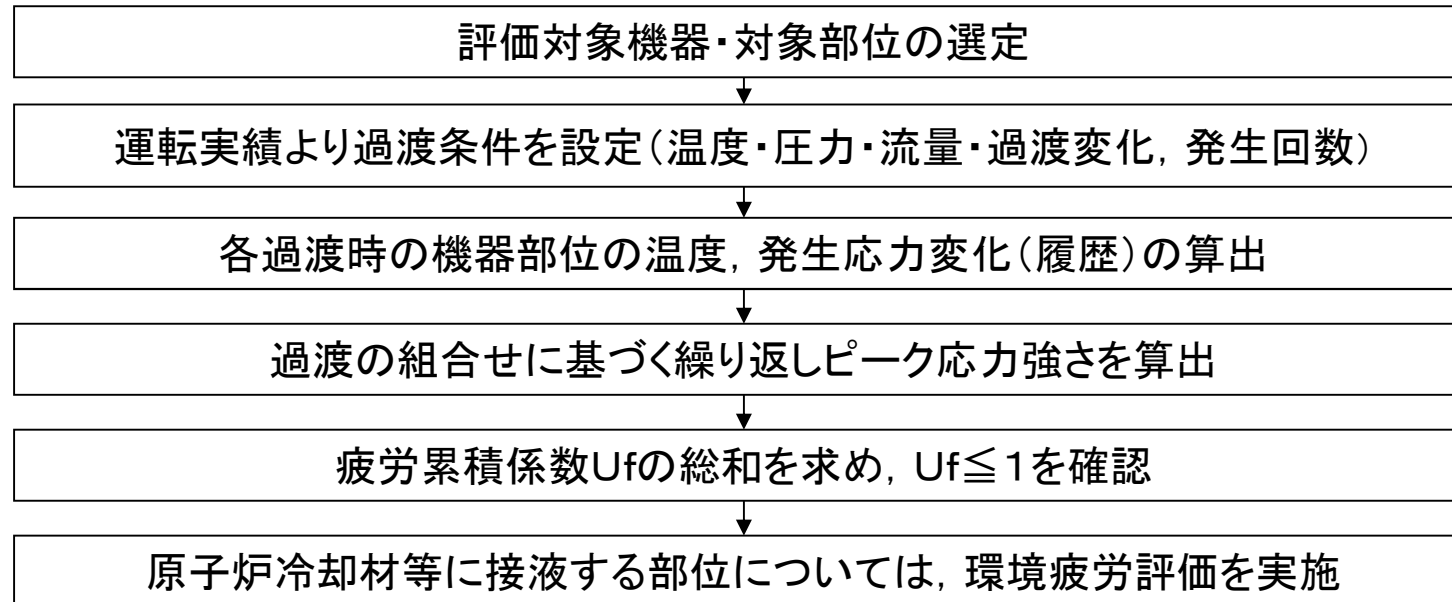 評価対象機器・対象部位の選定
運転実績より過渡条件を設定（温度・圧力・流量・過渡変化，発生回数）
各過渡時の機器部位の温度，発生応力変化（履歴）の算出
過渡の組合せに基づく繰り返しピーク応力強さを算出
疲労累積係数Ufの総和を求め，Uf≦１を確認
原子炉冷却材等に接液する部位については，環境疲労評価を実施